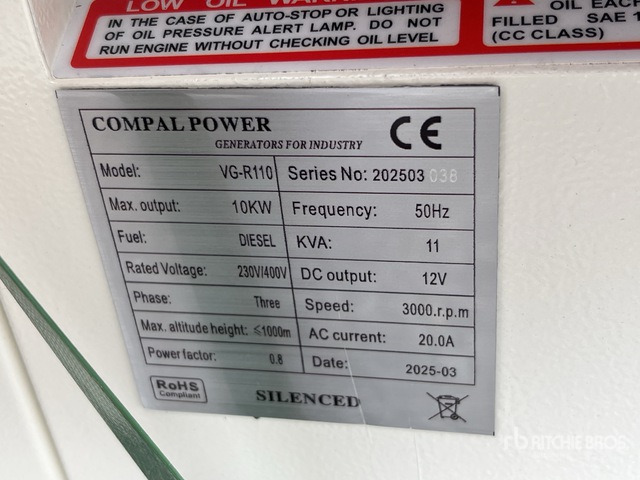 LOW OIL
IN THE CASE OF AUTO-STOP OR LIGHTING
OF OIL PRESSURE ALERT LAMP. DO NOT
RUN ENGINE WITHOUT CHECKING OIL LEVEL
OIL EACH
FILLED SAE 1
(CC CLASS)
COMPAL POWER
GENERATORS FOR INDUSTRY
CE
Model: VG-R110
Series No: 202503 038
Max. output: 10KW
Frequency: 50Hz
Fuel: DIESEL
KVA: 11
Rated Voltage: 230V/400V
DC output: 12V
Phase: Three
Speed: 3000.r.p.m
Max. altitude height: ≤1000m
AC current: 20.0A
Power factor: 0.8
Date: 2025-03
RoHS
Compliant
SILENCED
rb RITCHIE BROS